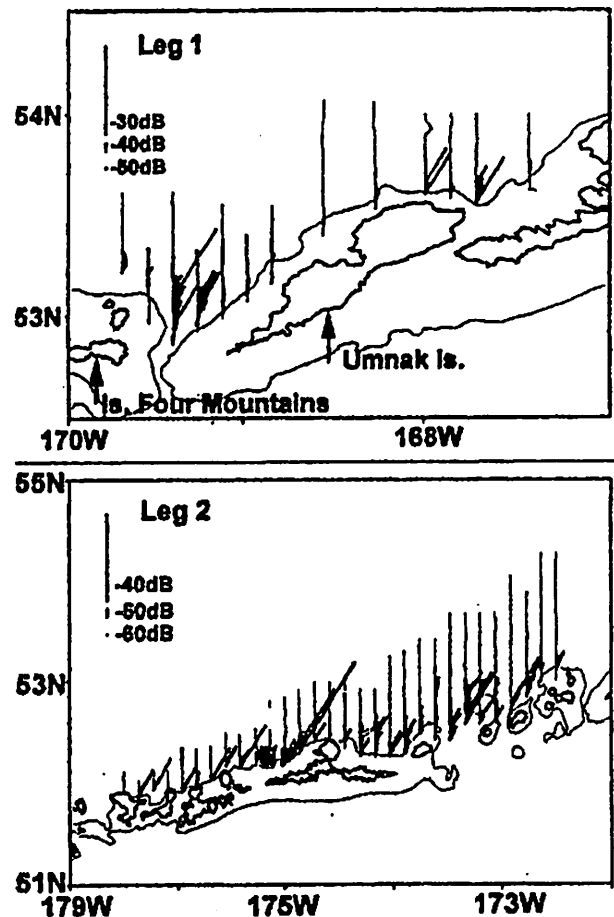 Leg 1
-30dB
-40dB
-50dB
54N
53N
Umnak Is.
Is. Four Mountains
170W 168W
55N
Leg 2
-40dB
-50dB
-60dB
53N
51N
179W 175W 173W